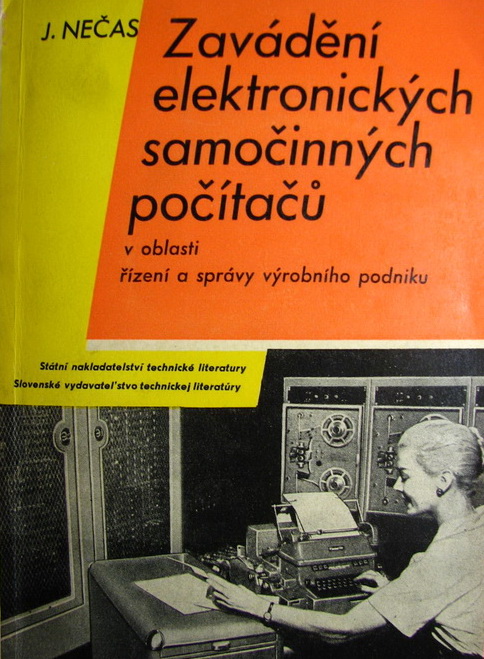 J. NEČAS
Zavádění
elektronických
samočinných
počítačů
v oblasti
řízení a správy výrobního podniku
Státní nakladatelství technické literatury
Slovenské vydavateľstvo technickej literatúry